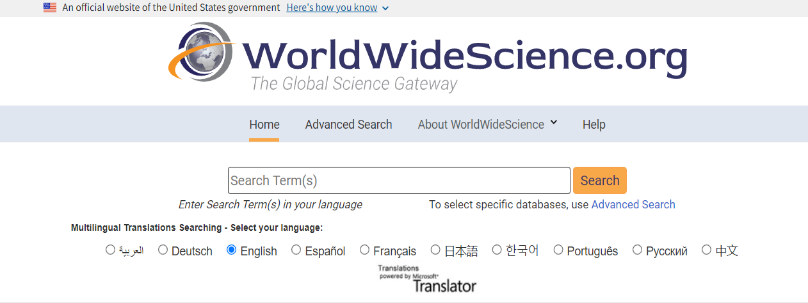 An official website of the United States government Here's how you know
WorldWideScience.org
The Global Science Gateway
Home Advanced Search About WorldWideScience Help
Search Term(s) Search
Enter Search Term(s) in your language To select specific databases, use Advanced Search
Multilingual Translations Searching - Select your language:
العربية Deutsch English Español Français 日本語 한국어 Português Русский 中文
Translations
powered by Microsoft®
Translator